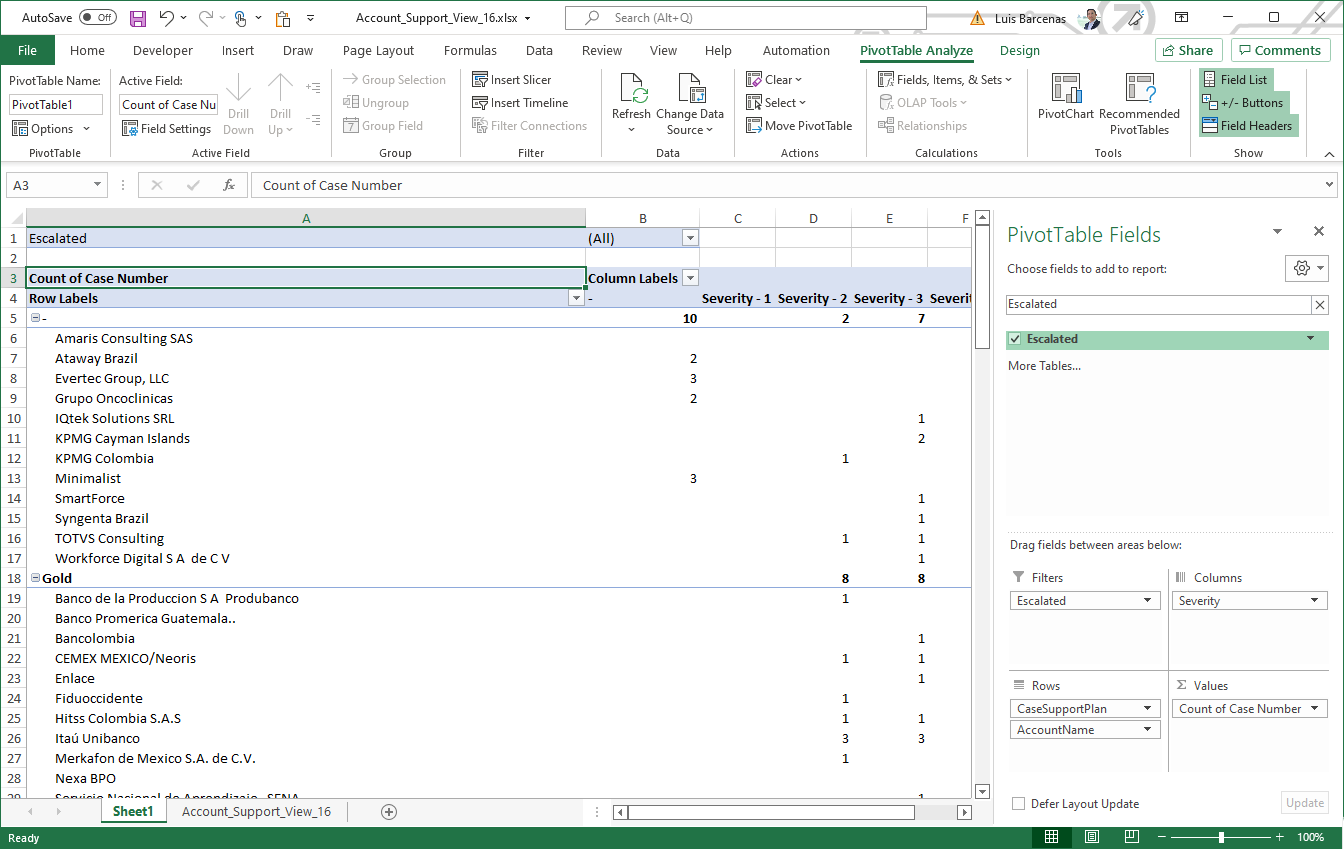 AutoSave Off Account_Support_View_16.xlsx Search (Alt+Q) Luis Barcenas
File Home Developer Insert Draw Page Layout Formulas Data Review View Help Automation PivotTable Analyze Design Share Comments
PivotTable Name:
PivotTable1
Options
PivotTable
Active Field:
Count of Case Nu
Field Settings
Drill
Down
Drill
Up
Active Field
Group Selection
Ungroup
Group Field
Group
Insert Slicer
Insert Timeline
Filter Connections
Filter
Refresh
Change Data
Source
Data
Clear
Select
Move PivotTable
Actions
Fields, Items, & Sets
OLAP Tools
Relationships
Calculations
PivotChart
Recommended
PivotTables
Tools
Field List
+/- Buttons
Field Headers
Show
A3 fx Count of Case Number
A B C D E F
1 Escalated (All)
2
3 Count of Case Number Column Labels
4 Row Labels - Severity - 1 Severity - 2 Severity - 3 Severit
5 - 10 2 7
6 Amaris Consulting SAS
7 Ataway Brazil 2
8 Evertec Group, LLC 3
9 Grupo Oncoclinicas 2
10 IQtek Solutions SRL 1
11 KPMG Cayman Islands 2
12 KPMG Colombia 1
13 Minimalist 3
14 SmartForce 1
15 Syngenta Brazil 1
16 TOTVS Consulting 1 1
17 Workforce Digital S A de C V 1
18 Gold 8 8
19 Banco de la Produccion S A Produbanco 1
20 Banco Promerica Guatemala..
21 Bancolombia 1
22 CEMEX MEXICO/Neoris 1 1
23 Enlace 1
24 Fiduoccidente 1
25 Hitss Colombia S.A.S 1 1
26 Itaú Unibanco 3 3
27 Merkafon de Mexico S.A. de C.V. 1
28 Nexa BPO
29 Servicio Nacional de Aprendizaje SENA 1
PivotTable Fields
Choose fields to add to report:
Escalated
Escalated
More Tables...
Drag fields between areas below:
Filters
Escalated
Columns
Severity
Rows
CaseSupportPlan
AccountName
Σ Values
Count of Case Number
Defer Layout Update Update
Sheet1 Account_Support_View_16
Ready 100%